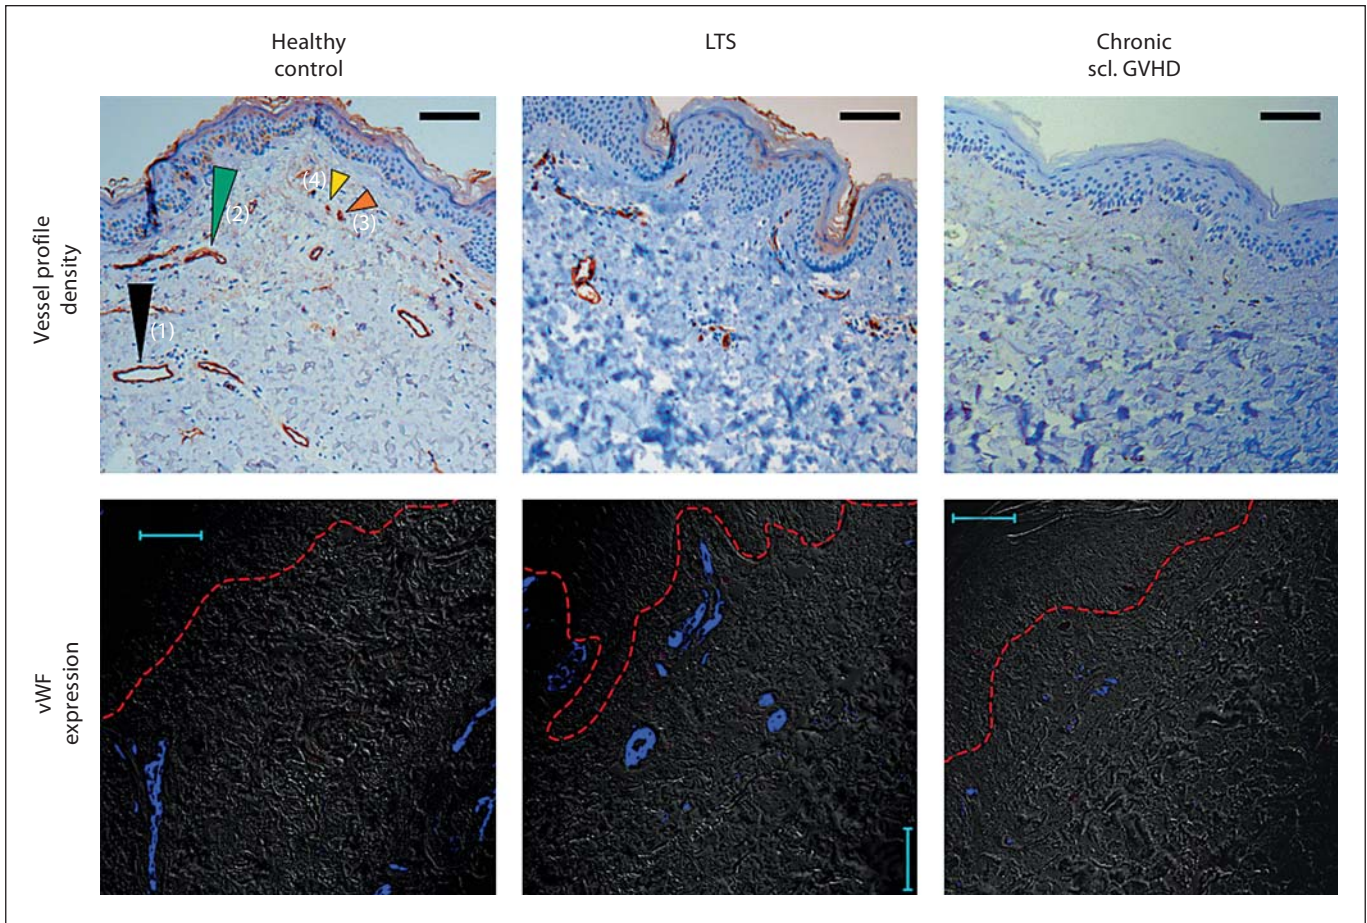 Healthy
control
LTS
Chronic
scl. GVHD
Vessel profile
density
(1)
(2)
(3)
(4)
vWF
expression